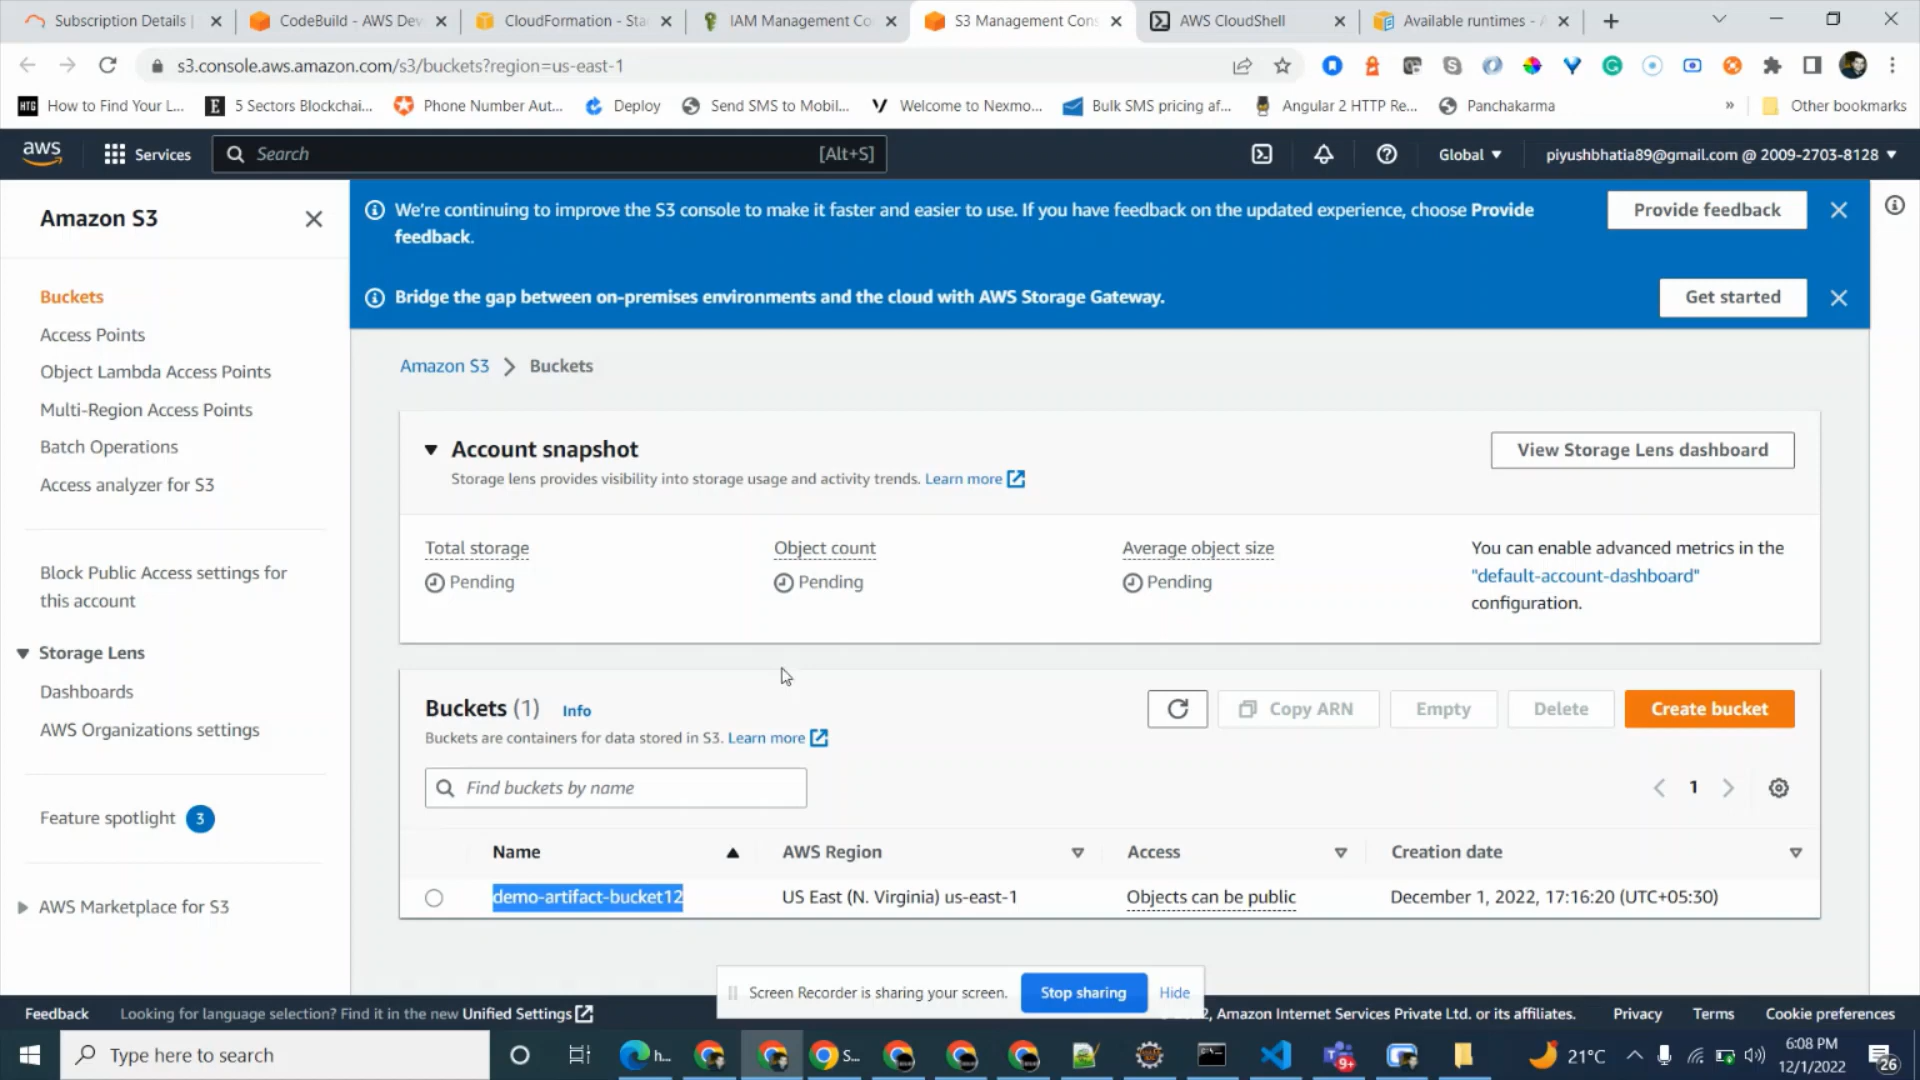 Subscription Details |
CodeBuild - AWS Dev
CloudFormation - Sta
IAM Management Co
S3 Management Cons
AWS CloudShell
Available runtimes - A
s3.console.aws.amazon.com/s3/buckets?region=us-east-1
HTG How to Find Your L...
E 5 Sectors Blockchai...
Phone Number Aut...
Deploy
Send SMS to Mobil...
Welcome to Nexmo...
Bulk SMS pricing af...
Angular 2 HTTP Re...
Panchakarma
»
Other bookmarks
aws
Services
Search [Alt+S]
Global
piyushbhatia89@gmail.com @ 2009-2703-8128
Amazon S3
Buckets
Access Points
Object Lambda Access Points
Multi-Region Access Points
Batch Operations
Access analyzer for S3
Block Public Access settings for
this account
Storage Lens
Dashboards
AWS Organizations settings
Feature spotlight 3
AWS Marketplace for S3
We're continuing to improve the S3 console to make it faster and easier to use. If you have feedback on the updated experience, choose Provide
feedback.
Provide feedback
Bridge the gap between on-premises environments and the cloud with AWS Storage Gateway.
Get started
Amazon S3 > Buckets
Account snapshot
Storage lens provides visibility into storage usage and activity trends. Learn more
View Storage Lens dashboard
Total storage
Pending
Object count
Pending
Average object size
Pending
You can enable advanced metrics in the
"default-account-dashboard"
configuration.
Buckets (1) Info
Buckets are containers for data stored in S3. Learn more
Copy ARN
Empty
Delete
Create bucket
Find buckets by name
1
Name AWS Region Access Creation date
demo-artifact-bucket12 US East (N. Virginia) us-east-1 Objects can be public December 1, 2022, 17:16:20 (UTC+05:30)
Screen Recorder is sharing your screen.
Stop sharing
Hide
Feedback
Looking for language selection? Find it in the new Unified Settings
2, Amazon Internet Services Private Ltd. or its affiliates.
Privacy
Terms
Cookie preferences
Type here to search
h...
S...
9+
21°C
6:08 PM
12/1/2022
26